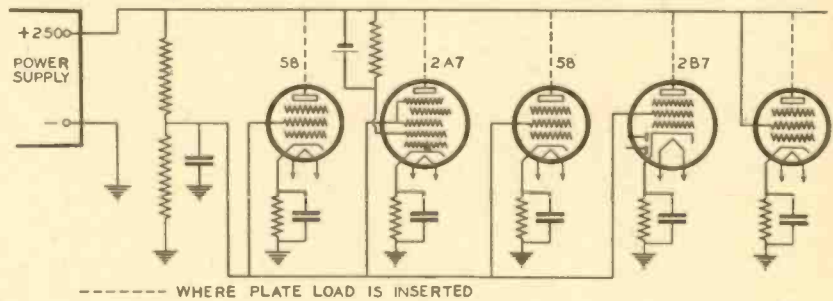 +250
POWER
SUPPLY
-
58
2A7
58
2B7
------ WHERE PLATE LOAD IS INSERTED